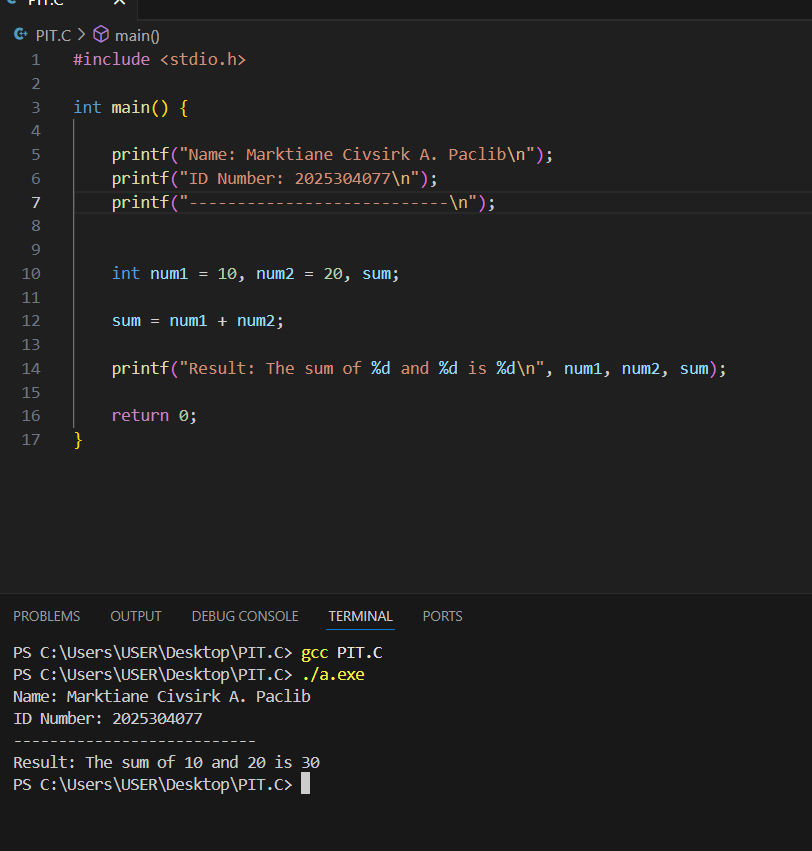 PIT.C
PIT.C > main()
1 #include <stdio.h>
2
3 int main() {
4
5 printf("Name: Marktiane Civsirk A. Paclib\n");
6 printf("ID Number: 2025304077\n");
7 printf("---------------------------\n");
8
9
10 int num1 = 10, num2 = 20, sum;
11
12 sum = num1 + num2;
13
14 printf("Result: The sum of %d and %d is %d\n", num1, num2, sum);
15
16 return 0;
17 }
PROBLEMS OUTPUT DEBUG CONSOLE TERMINAL PORTS
PS C:\Users\USER\Desktop\PIT.C> gcc PIT.C
PS C:\Users\USER\Desktop\PIT.C> ./a.exe
Name: Marktiane Civsirk A. Paclib
ID Number: 2025304077
---------------------------
Result: The sum of 10 and 20 is 30
PS C:\Users\USER\Desktop\PIT.C>